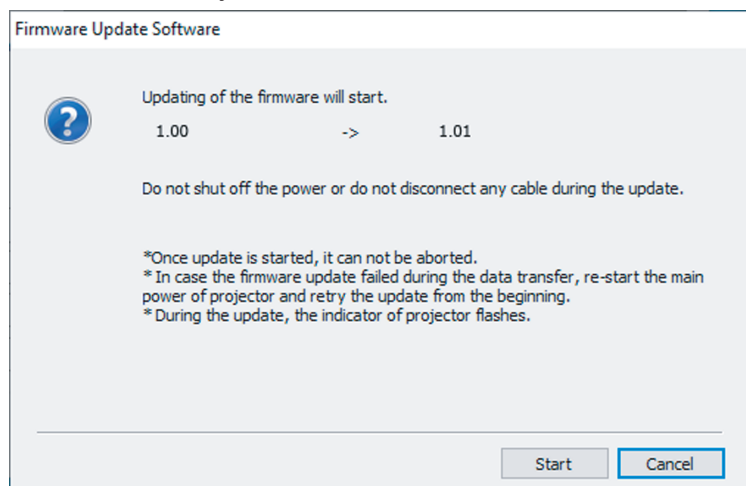 Firmware Update Software
Updating of the firmware will start.
1.00 -> 1.01
Do not shut off the power or do not disconnect any cable during the update.
*Once update is started, it can not be aborted.
* In case the firmware update failed during the data transfer, re-start the main
power of projector and retry the update from the beginning.
* During the update, the indicator of projector flashes.
Start Cancel